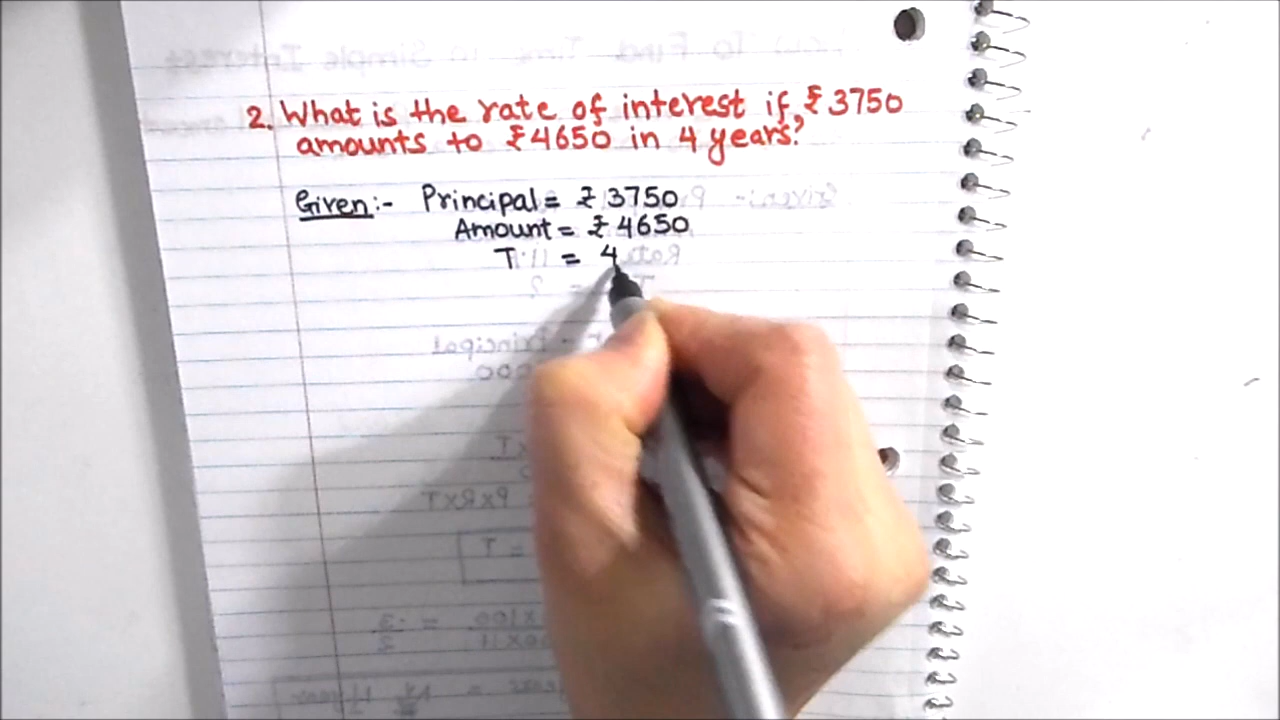 2. What is the rate of interest if, ₹3750
amounts to ₹4650 in 4 years?
Given:- Principal = ₹3750
Amount = ₹4650
T = 4